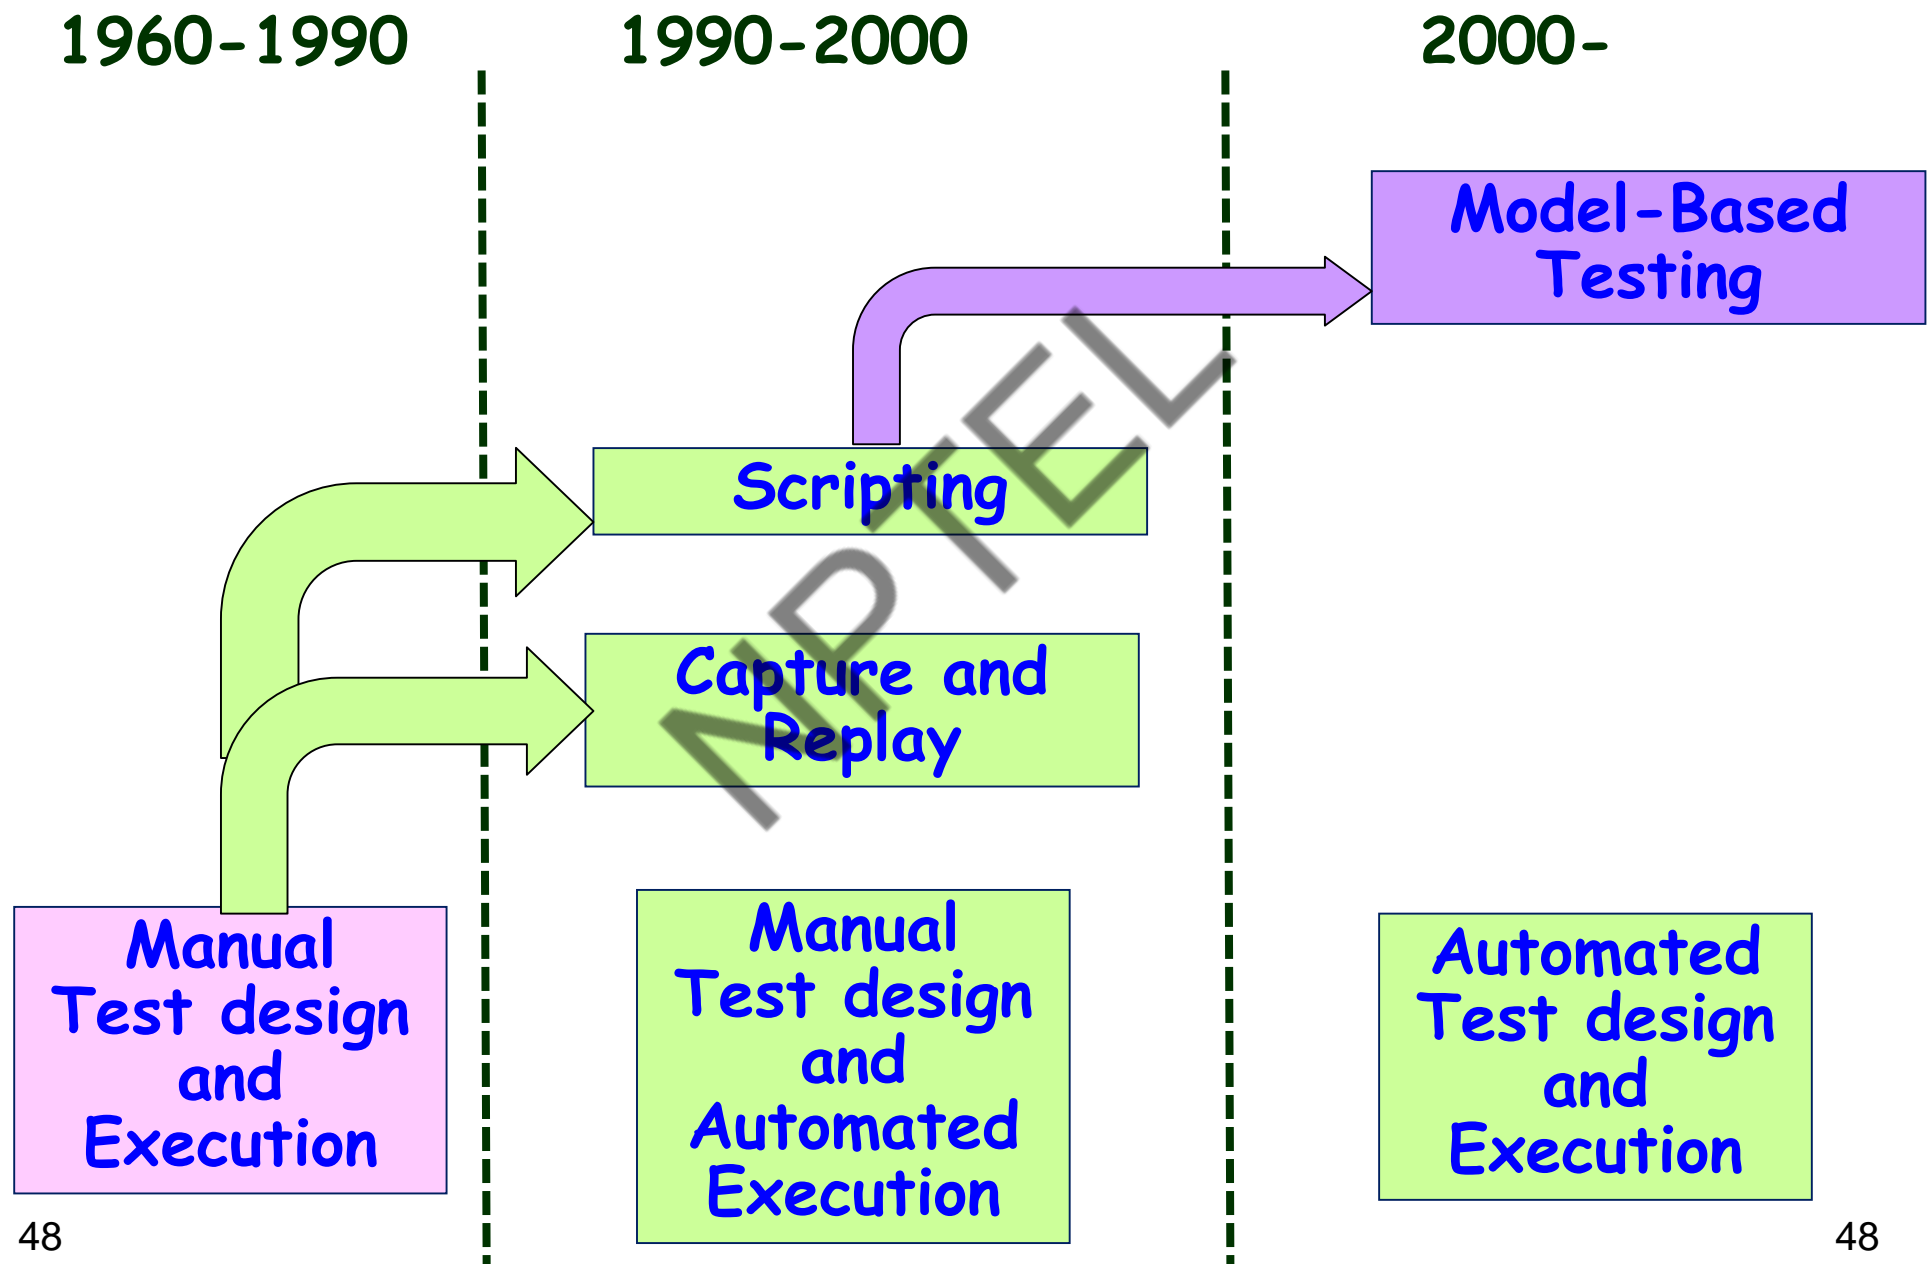 1960-1990
1990-2000
2000-
Model-Based
Testing
Scripting
Capture and
Replay
Manual
Test design
and
Execution
Manual
Test design
and
Automated
Execution
Automated
Test design
and
Execution
NPTEL
48
48